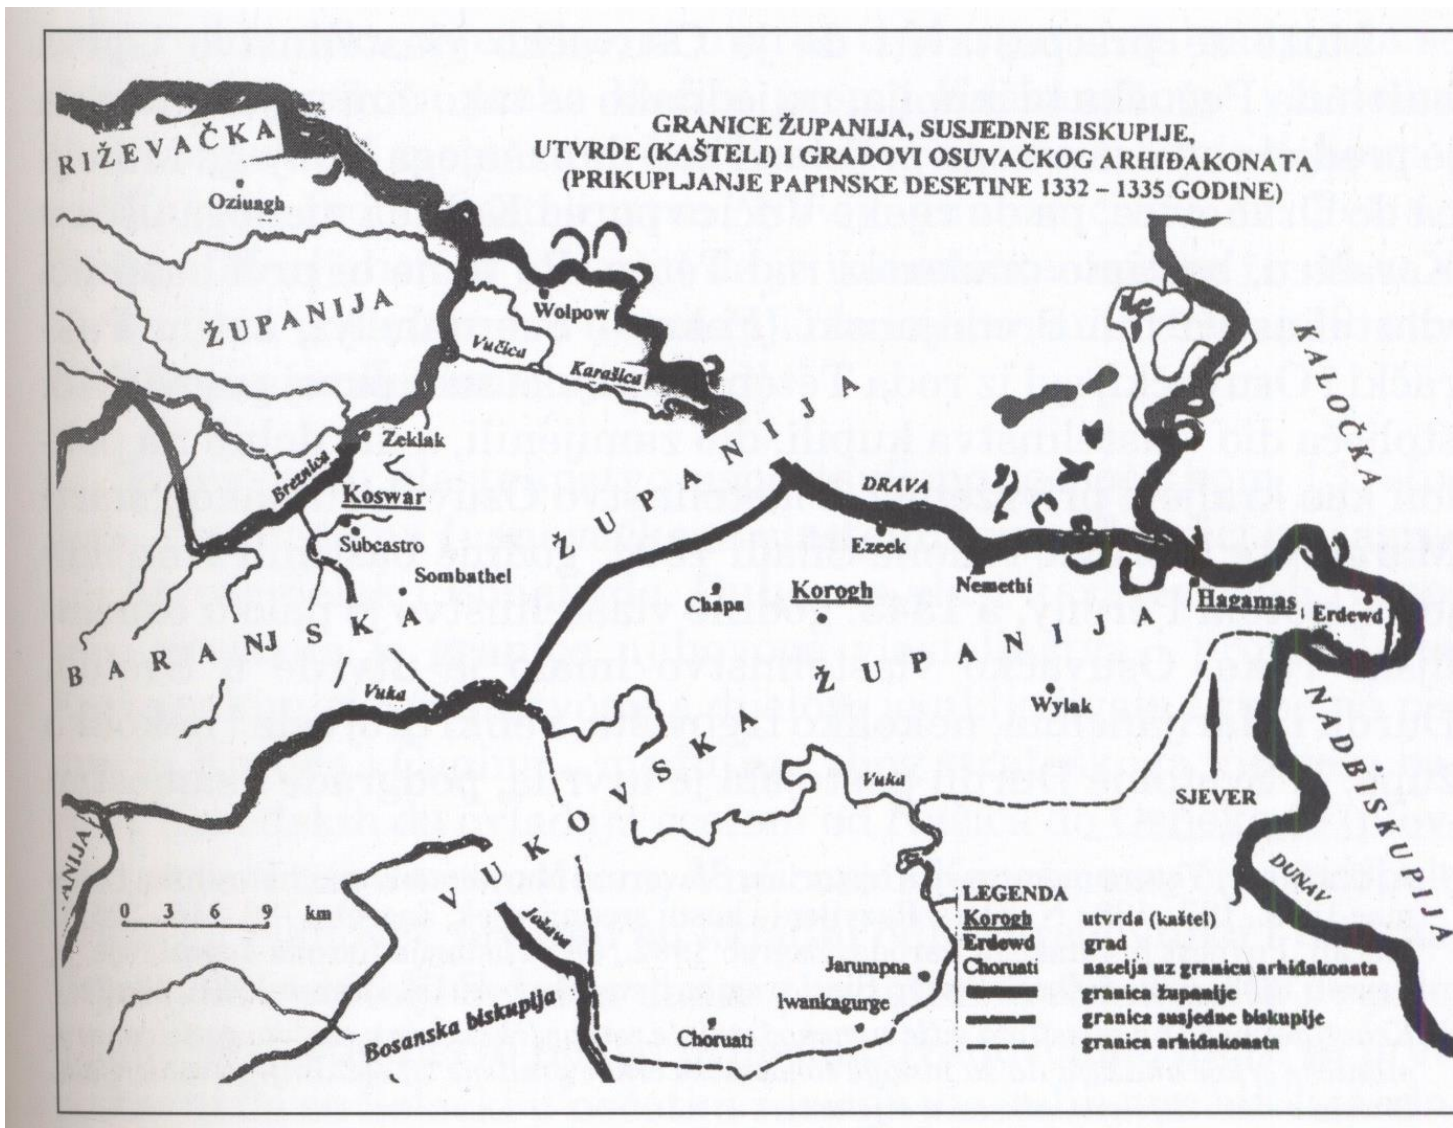 GRANICE ŽUPANIJA, SUSJEDNE BISKUPIJE,
UTVRDE (KAŠTELI) I GRADOVI OSUVAČKOG ARHIĐAKONATA
(PRIKUPLJANJE PAPINSKE DESETINE 1332 – 1335 GODINE)
RIŽEVAČKA
Oziuagh
ŽUPANIJA
Wolpow
Vučica
Karašica
KALOČKA
Zeklak
Breznica
Koswar
Subcastro
Sombathel
DRAVA
Ezeek
Nemethi
Chapa
Korogh
Hagamas
Erdewd
BARANJSKA
ŽUPANIJA
Vuka
Wylak
VUKOVSKA
ŽUPANIJA
Vuka
SJEVER
NADBISKUPIJA
DUNAV
ANIJA
0 3 6 9 km
Bosanska biskupija
Jarumpna
Iwankagurge
Choruati
LEGENDA
Korogh utvrda (kaštel)
Erdewd grad
Choruati naselja uz granicu arhiđakonata
granica županije
granica susjedne biskupije
granica arhiđakonata